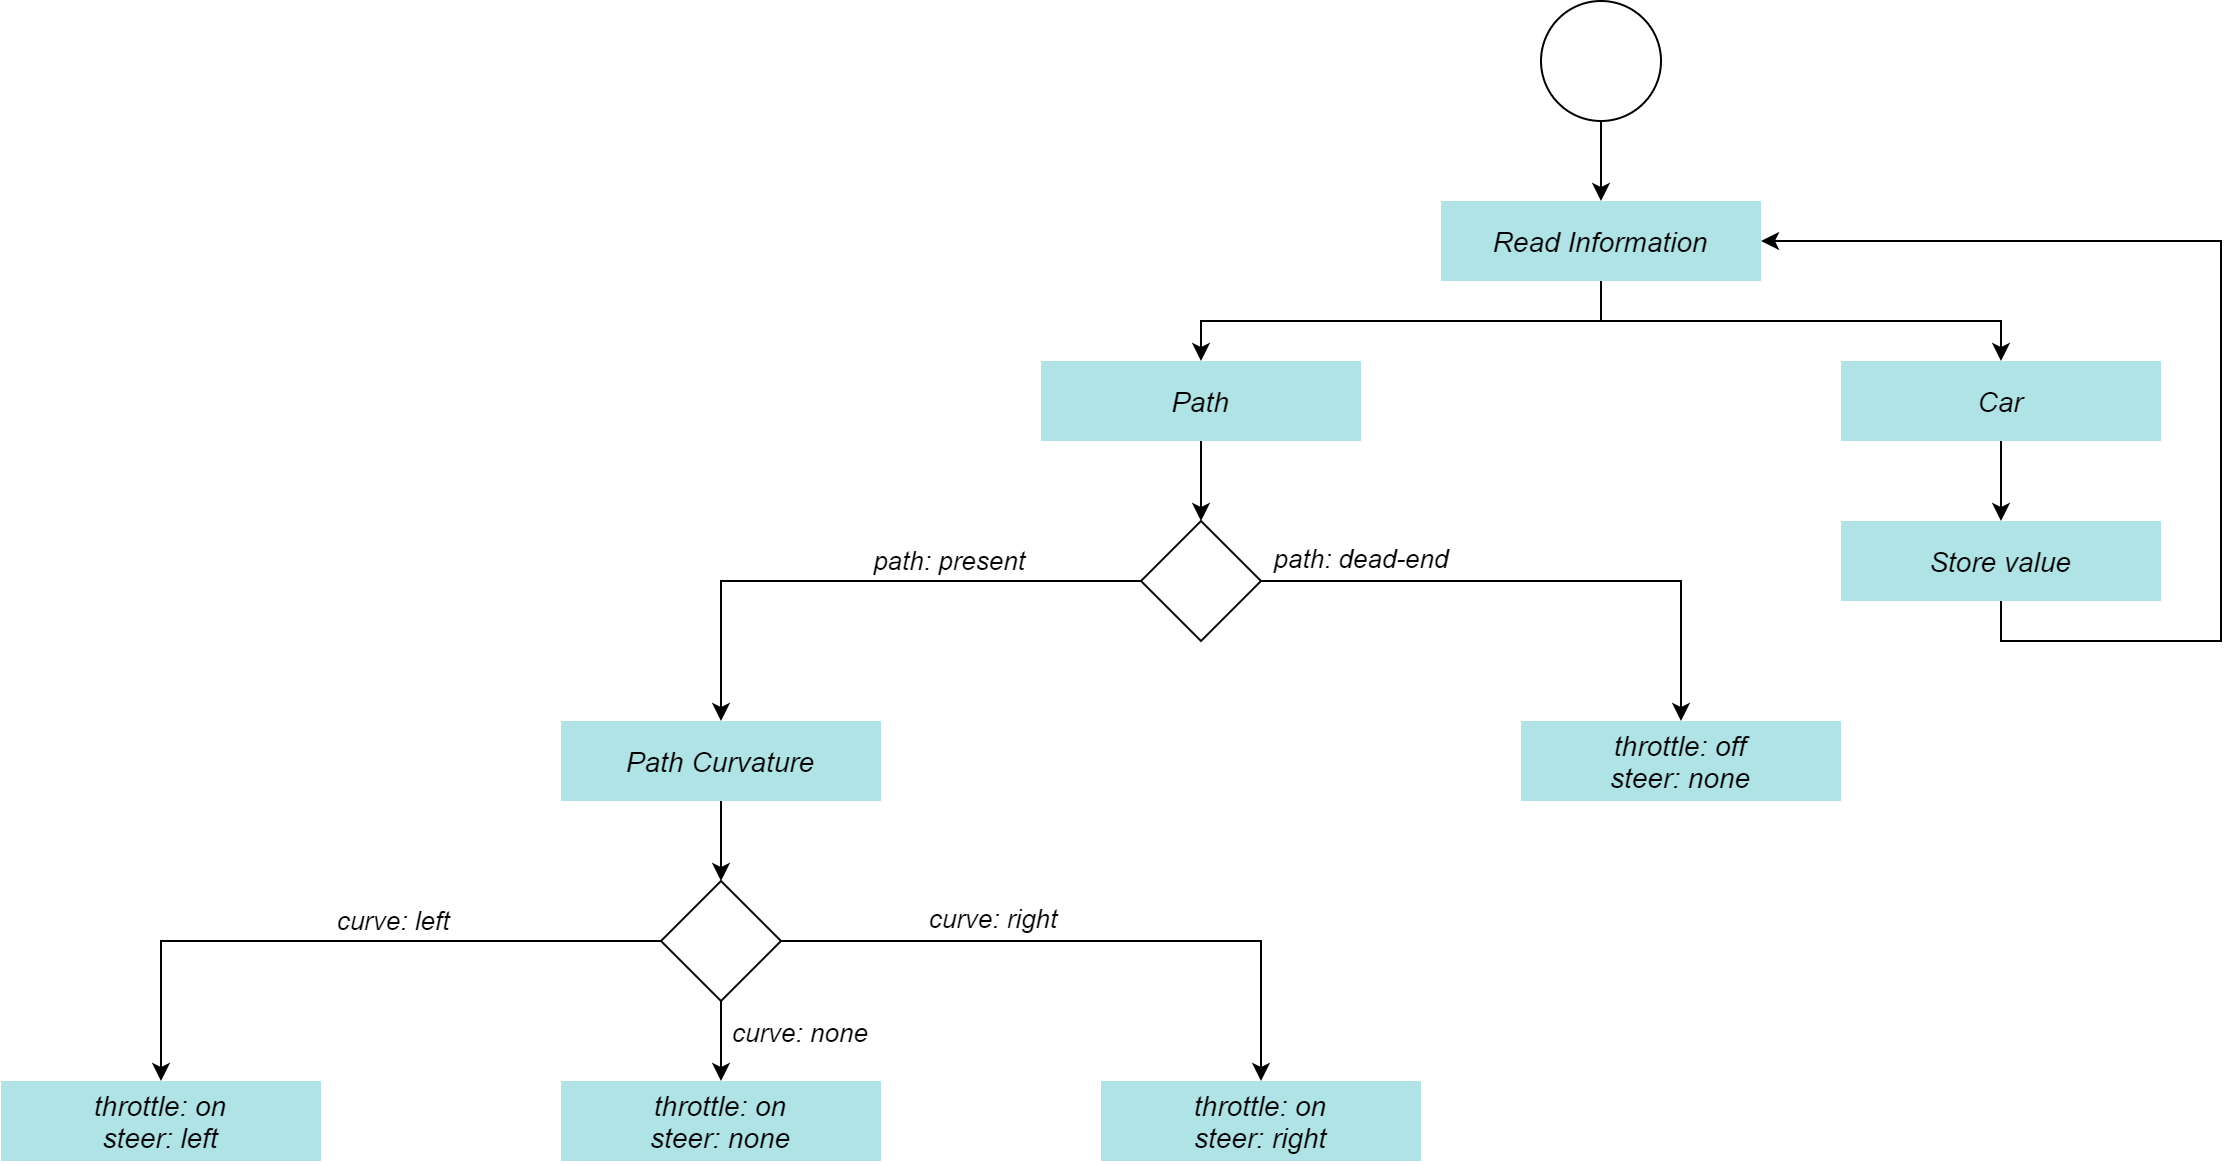 Read Information
Path
Car
path: present
path: dead-end
Store value
Path Curvature
throttle: off
steer: none
curve: left
curve: right
curve: none
throttle: on
steer: left
throttle: on
steer: none
throttle: on
steer: right